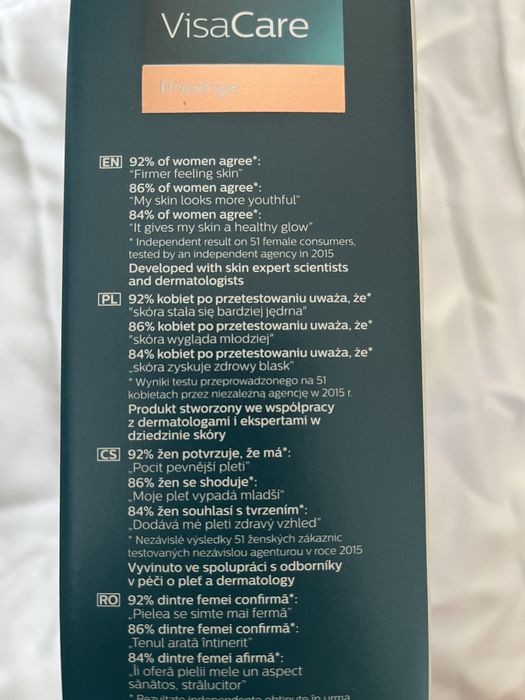 VisaCare
Prestige
EN 92% of women agree*:
“Firmer feeling skin”
86% of women agree*:
“My skin looks more youthful”
84% of women agree*:
“It gives my skin a healthy glow”
* Independent result on 51 female consumers,
tested by an independent agency in 2015
Developed with skin expert scientists
and dermatologists
PL 92% kobiet po przetestowaniu uważa, że*
“skóra stała się bardziej jędrna”
86% kobiet po przetestowaniu uważa, że*
“skóra wygląda młodziej”
84% kobiet po przetestowaniu uważa, że*
„skóra zyskuje zdrowy blask”
* Wyniki testu przeprowadzonego na 51
kobietach przez niezależną agencję w 2015 r.
Produkt stworzony we współpracy
z dermatologami i ekspertami w
dziedzinie skóry
CS 92% žen potvrzuje, že má*:
„Pocit pevnější pleti”
86% žen se shoduje*:
„Moje pleť vypadá mladší”
84% žen souhlasí s tvrzením*:
„Dodává mé pleti zdravý vzhled”
* Nezávislé výsledky 51 ženských zákaznic
testovaných nezávislou agenturou v roce 2015
Vyvinuto ve spolupráci s odborníky
v péči o pleť a dermatology
RO 92% dintre femei confirmă*:
„Pielea se simte mai fermă”
86% dintre femei confirmă*:
„Tenul arată întinerit”
84% dintre femei afirmă*:
„Îi oferă pielii mele un aspect
sănătos, strălucitor”
* Rezultate independente obținute în urma